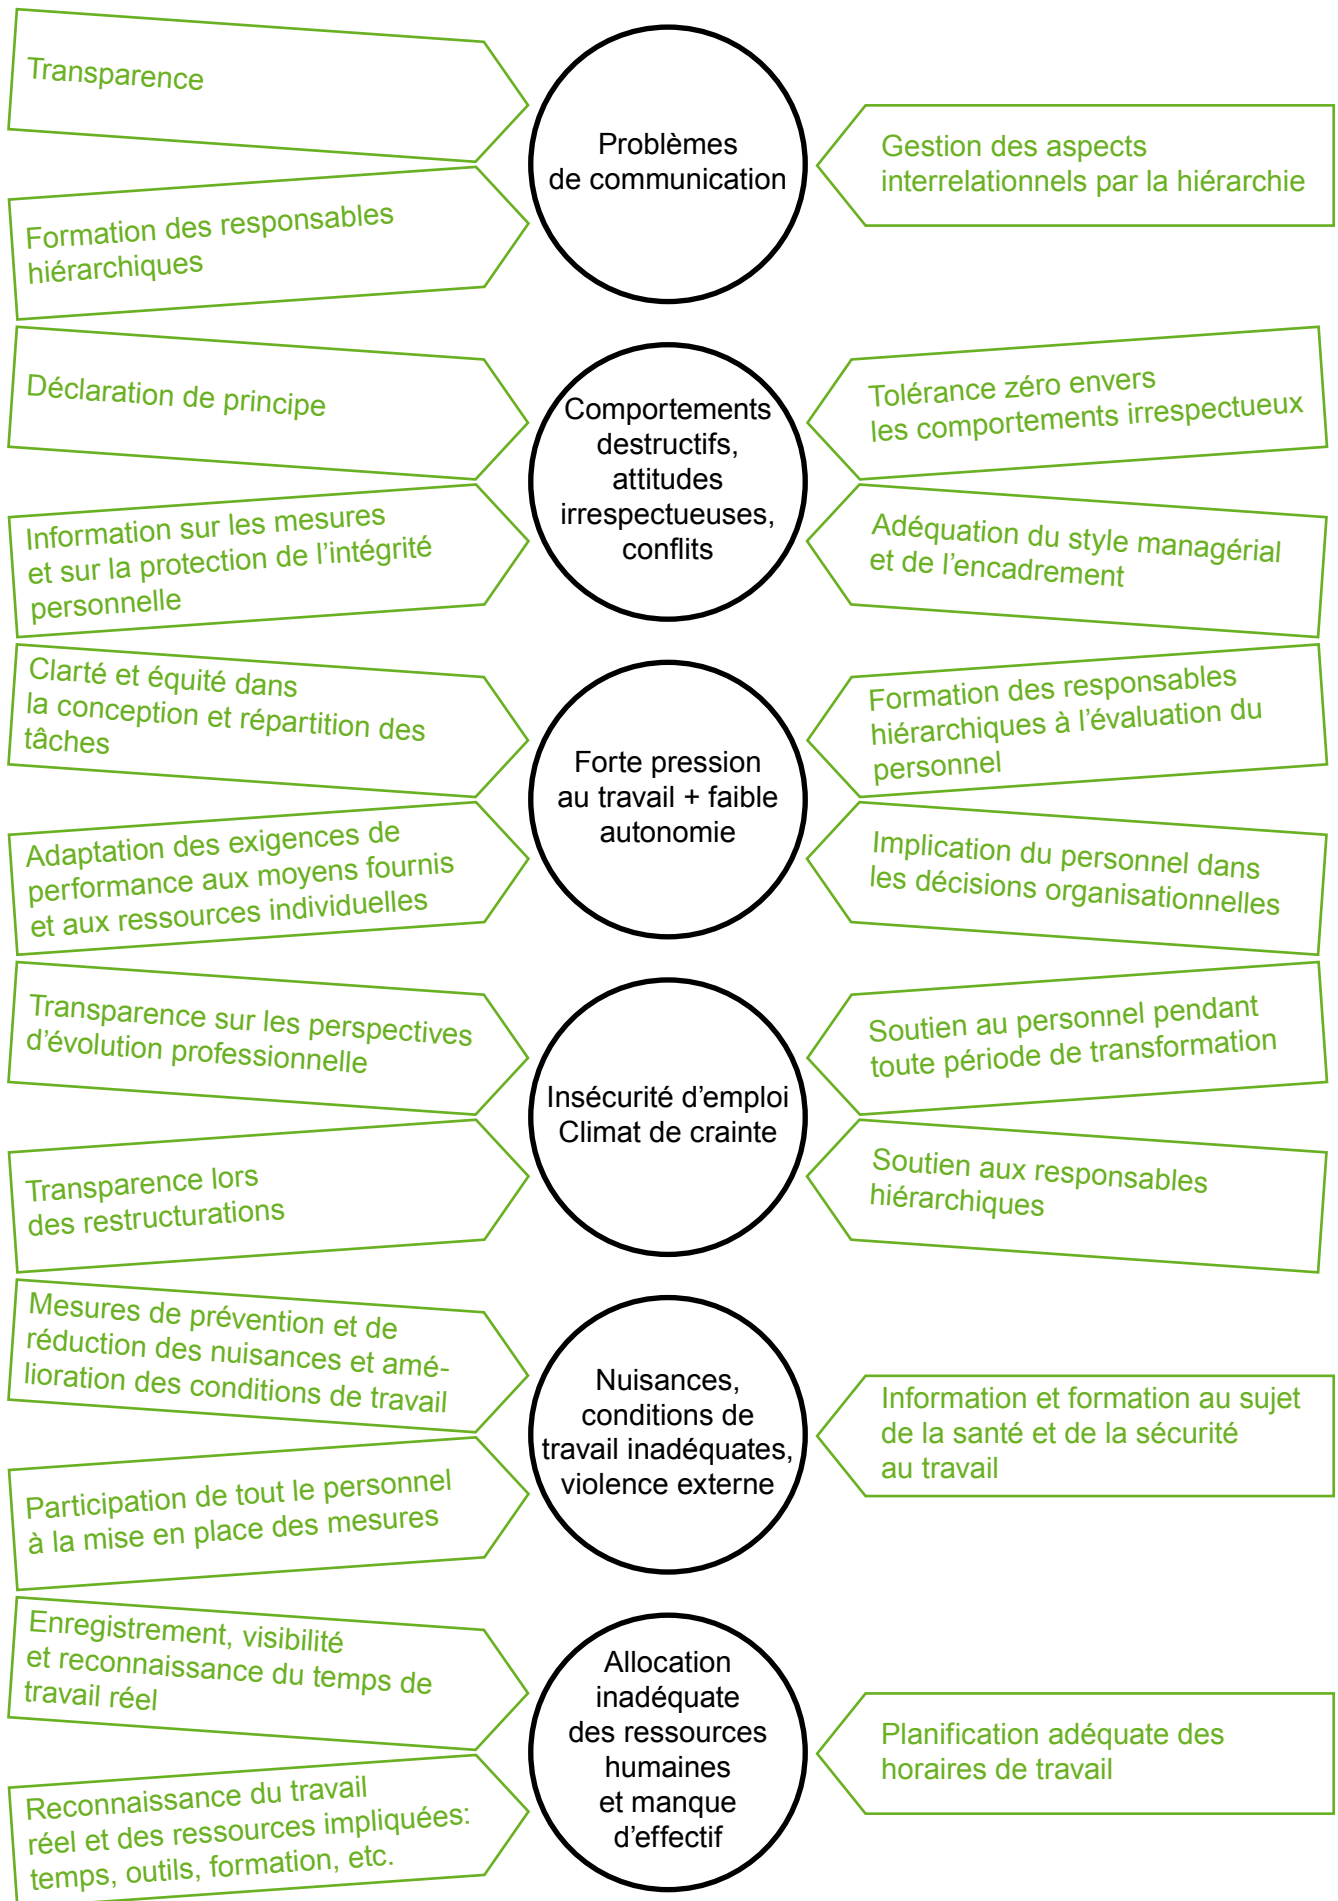 Transparence
Formation des responsables
hiérarchiques
Problèmes
de communication
Gestion des aspects
interrelationnels par la hiérarchie
Déclaration de principe
Information sur les mesures
et sur la protection de l’intégrité
personnelle
Comportements
destructifs,
attitudes
irrespectueuses,
conflits
Tolérance zéro envers
les comportements irrespectueux
Adéquation du style managérial
et de l’encadrement
Clarté et équité dans
la conception et répartition des
tâches
Adaptation des exigences de
performance aux moyens fournis
et aux ressources individuelles
Forte pression
au travail + faible
autonomie
Formation des responsables
hiérarchiques à l’évaluation du
personnel
Implication du personnel dans
les décisions organisationnelles
Transparence sur les perspectives
d’évolution professionnelle
Transparence lors
des restructurations
Insécurité d’emploi
Climat de crainte
Soutien au personnel pendant
toute période de transformation
Soutien aux responsables
hiérarchiques
Mesures de prévention et de
réduction des nuisances et amé-
lioration des conditions de travail
Participation de tout le personnel
à la mise en place des mesures
Nuisances,
conditions de
travail inadéquates,
violence externe
Information et formation au sujet
de la santé et de la sécurité
au travail
Enregistrement, visibilité
et reconnaissance du temps de
travail réel
Reconnaissance du travail
réel et des ressources impliquées:
temps, outils, formation, etc.
Allocation
inadéquate
des ressources
humaines
et manque
d’effectif
Planification adéquate des
horaires de travail